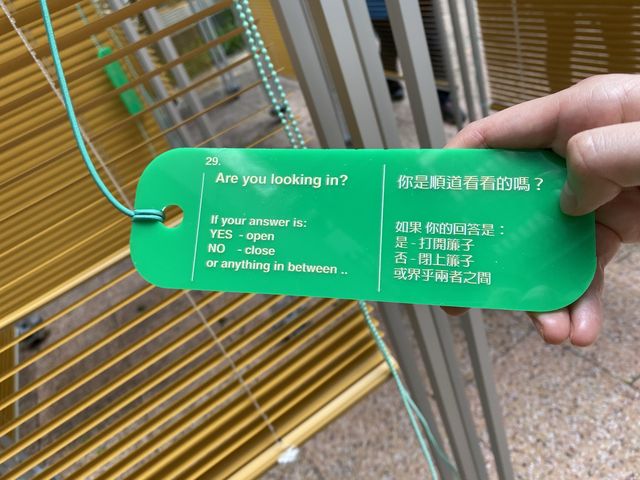 29.
Are you looking in?
If your answer is:
YES - open
NO - close
or anything in between ..
你是順道看看的嗎？
如果 你的回答是：
是 - 打開簾子
否 - 閉上簾子
或界乎兩者之間